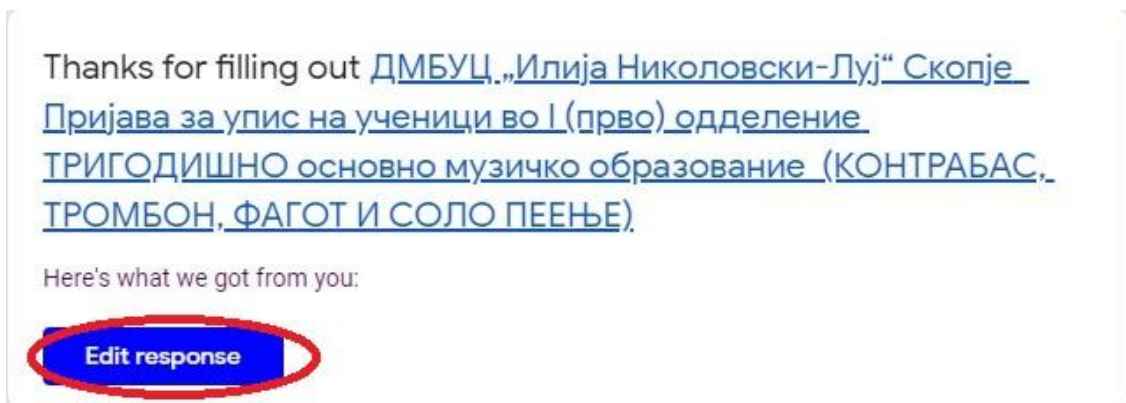 Thanks for filling out ДМБУЦ „Илија Николовски-Луј“ Скопје
Пријава за упис на ученици во I (прво) одделение
ТРИГОДИШНО основно музичко образование (КОНТРАБАС,
ТРОМБОН, ФАГОТ И СОЛО ПЕЕЊЕ)
Here's what we got from you:
Edit response